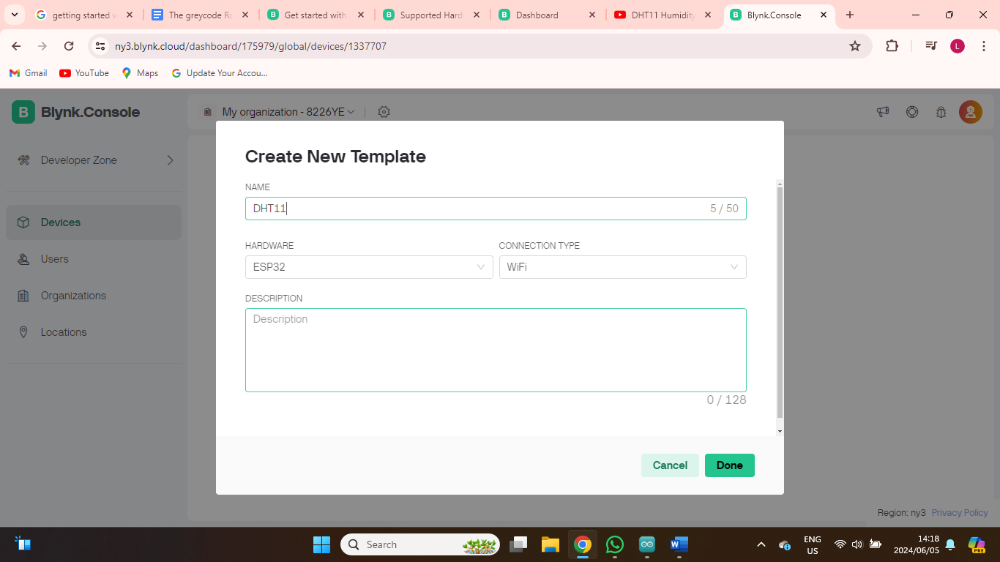 getting started w
The greycode Ro
Get started with
Supported Hard
Dashboard
DHT11 Humidity
Blynk.Console
ny3.blynk.cloud/dashboard/175979/global/devices/1337707
L
Gmail
YouTube
Maps
Update Your Accou...
B
Blynk.Console
My organization - 8226YE
Developer Zone
Devices
Users
Organizations
Locations
Create New Template
NAME
DHT11
5 / 50
HARDWARE
CONNECTION TYPE
ESP32
WiFi
DESCRIPTION
Description
0 / 128
Cancel
Done
Region: ny3
Privacy Policy
Search
ENG
US
14:18
2024/06/05
PRE